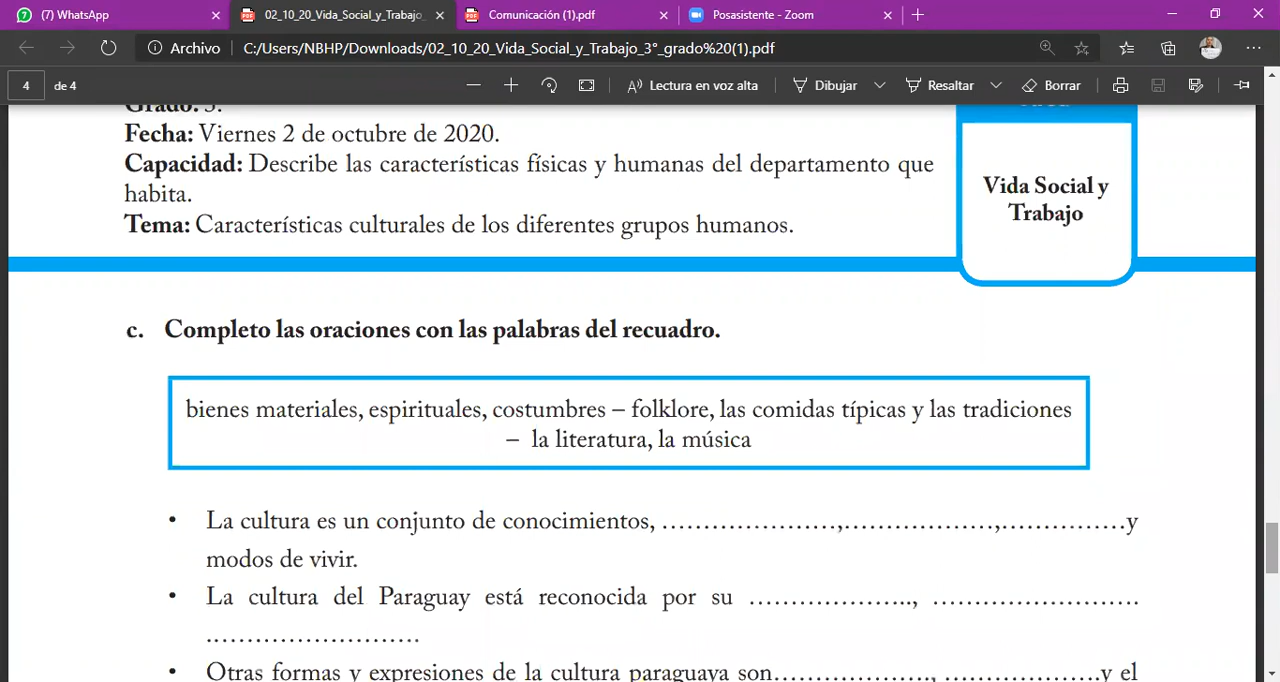 (7) WhatsApp
02_10_20_Vida_Social_y_Trabajo_
Comunicación (1).pdf
Posasistente - Zoom
Archivo
C:/Users/NBHP/Downloads/02_10_20_Vida_Social_y_Trabajo_3°_grado%20(1).pdf
4 de 4
Lectura en voz alta
Dibujar
Resaltar
Borrar
Grado: 3.
Fecha: Viernes 2 de octubre de 2020.
Capacidad: Describe las características físicas y humanas del departamento que
habita.
Tema: Características culturales de los diferentes grupos humanos.
Vida Social y
Trabajo
c. Completo las oraciones con las palabras del recuadro.
bienes materiales, espirituales, costumbres – folklore, las comidas típicas y las tradiciones
– la literatura, la música
• La cultura es un conjunto de conocimientos, …………………,………………,……………y
modos de vivir.
• La cultura del Paraguay está reconocida por su ……………….., …………………….
…………………….
• Otras formas y expresiones de la cultura paraguaya son………………., ……………….y el